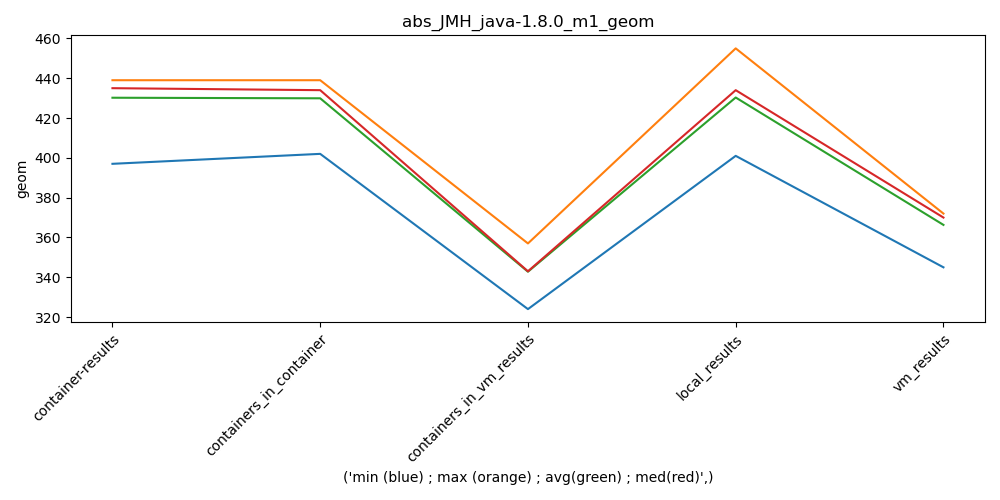 abs_JMH_java-1.8.0_m1_geom
460
440
420
400
380
360
340
320
geom
container-results
containers_in_container
containers_in_vm_results
local_results
vm_results
('min (blue) ; max (orange) ; avg(green) ; med(red)',)